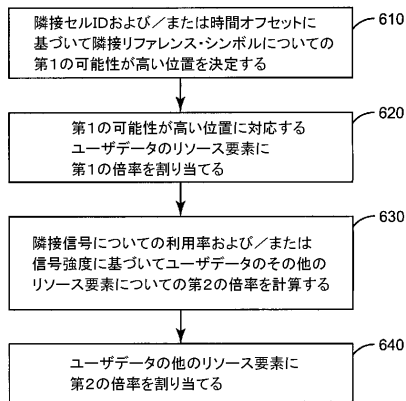 隣接セルIDおよび/または時間オフセットに
基づいて隣接リファレンス・シンボルについての
第1の可能性が高い位置を決定する
610
第1の可能性が高い位置に対応する
ユーザデータのリソース要素に
第1の倍率を割り当てる
620
隣接信号についての利用率および/または
信号強度に基づいてユーザデータのその他の
リソース要素についての第2の倍率を計算する
630
ユーザデータの他のリソース要素に
第2の倍率を割り当てる
640